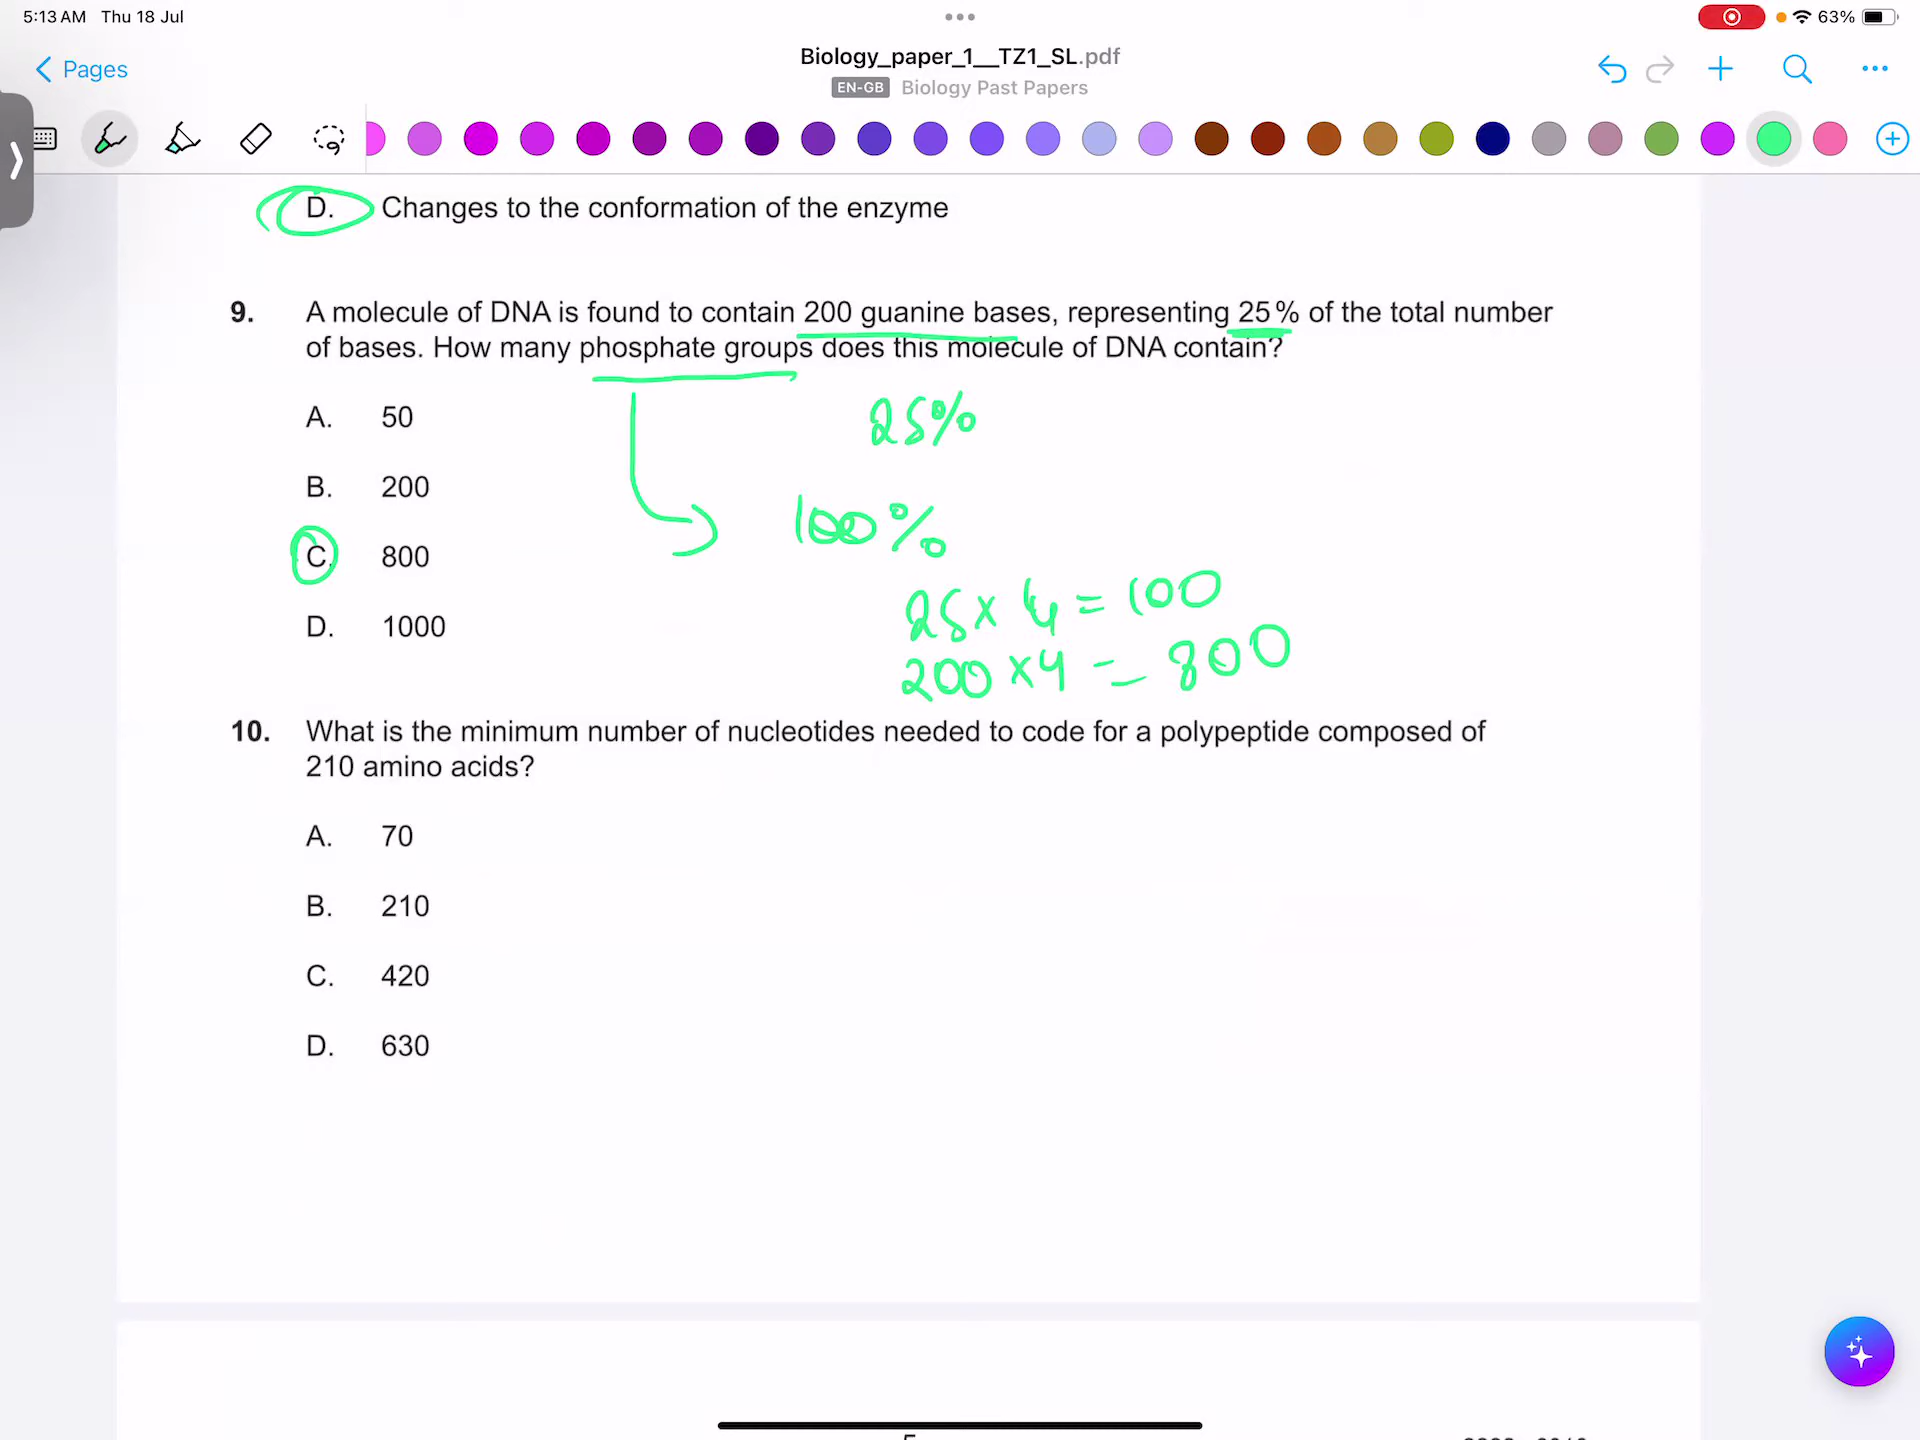 5:13 AM Thu 18 Jul
63%
Pages
Biology_paper_1__TZ1_SL.pdf
EN-GB Biology Past Papers
D. Changes to the conformation of the enzyme
9. A molecule of DNA is found to contain 200 guanine bases, representing 25% of the total number
of bases. How many phosphate groups does this molecule of DNA contain?
A. 50
25%
B. 200
100%
C. 800
25 x 4 = 100
D. 1000
200 x 4 = 800
10. What is the minimum number of nucleotides needed to code for a polypeptide composed of
210 amino acids?
A. 70
B. 210
C. 420
D. 630